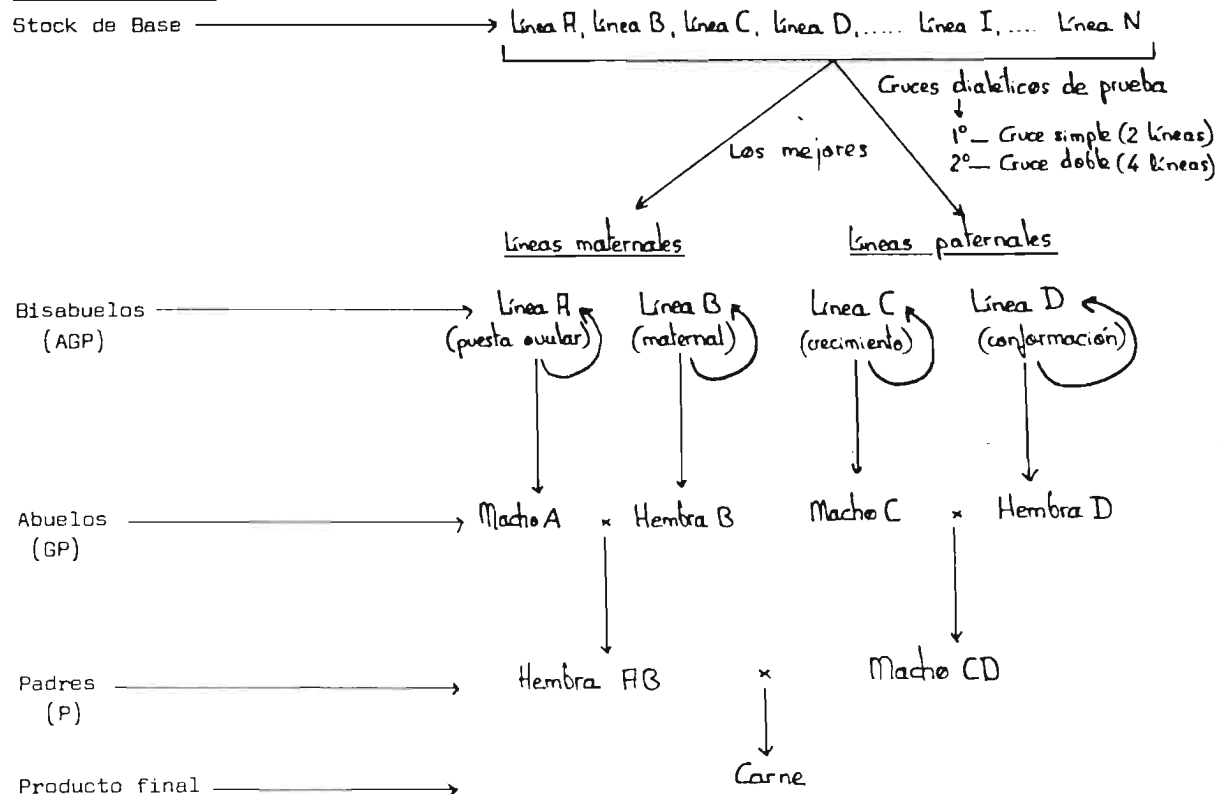 Stock de Base
Línea A, Línea B, Línea C, Línea D, ..... Línea I, .... Línea N
Cruces dialélicos de prueba
1º— Cruce simple (2 líneas)
2º— Cruce doble (4 líneas)
Los mejores
Líneas maternales
Líneas paternales
Bisabuelos
(AGP)
Línea A
(puesta ovular)
Línea B
(maternal)
Línea C
(crecimiento)
Línea D
(conformación)
Abuelos
(GP)
Macho A × Hembra B
Macho C × Hembra D
Padres
(P)
Hembra AB × Macho CD
Producto final
Carne